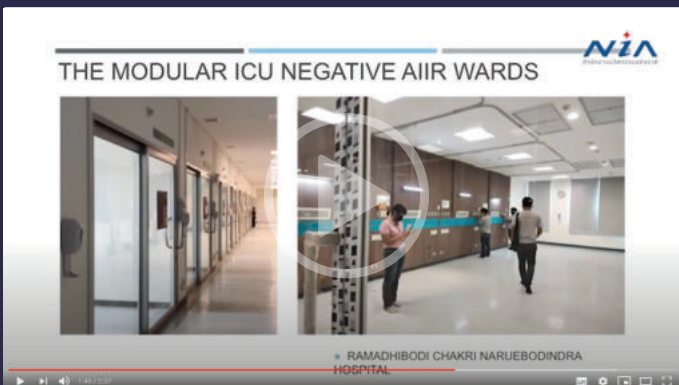 NiA
THE MODULAR ICU NEGATIVE AIIR WARDS
RAMADHIBODI CHAKRI NARUEBODINDRA
HOSPITAL